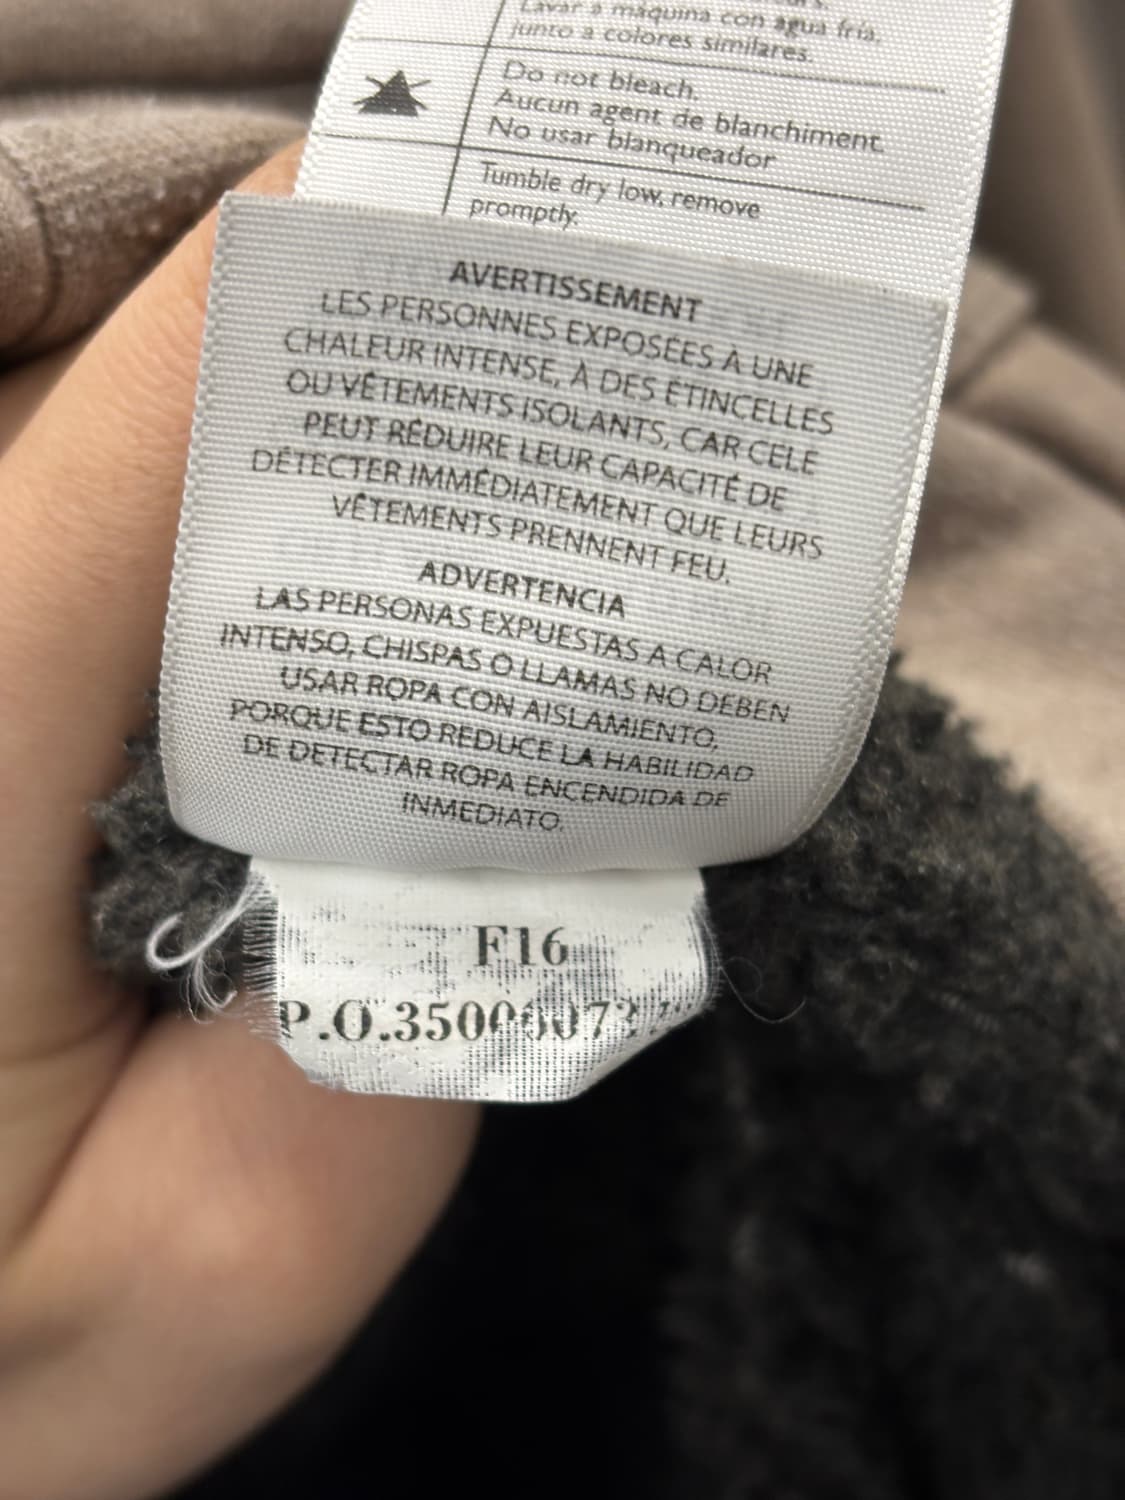 Lavar a maquina con agua fría,
junto a colores similares.
Do not bleach.
Aucun agent de blanchiment.
No usar blanqueador
Tumble dry low, remove
promptly.
AVERTISSEMENT
LES PERSONNES EXPOSÉES À UNE
CHALEUR INTENSE, À DES ÉTINCELLES
OU VÊTEMENTS ISOLANTS, CAR CELE
PEUT RÉDUIRE LEUR CAPACITÉ DE
DÉTECTER IMMÉDIATEMENT QUE LEURS
VÊTEMENTS PRENNENT FEU.
ADVERTENCIA
LAS PERSONAS EXPUESTAS A CALOR
INTENSO, CHISPAS O LLAMAS NO DEBEN
USAR ROPA CON AISLAMIENTO,
PORQUE ESTO REDUCE LA HABILIDAD
DE DETECTAR ROPA ENCENDIDA DE
INMEDIATO.
F16